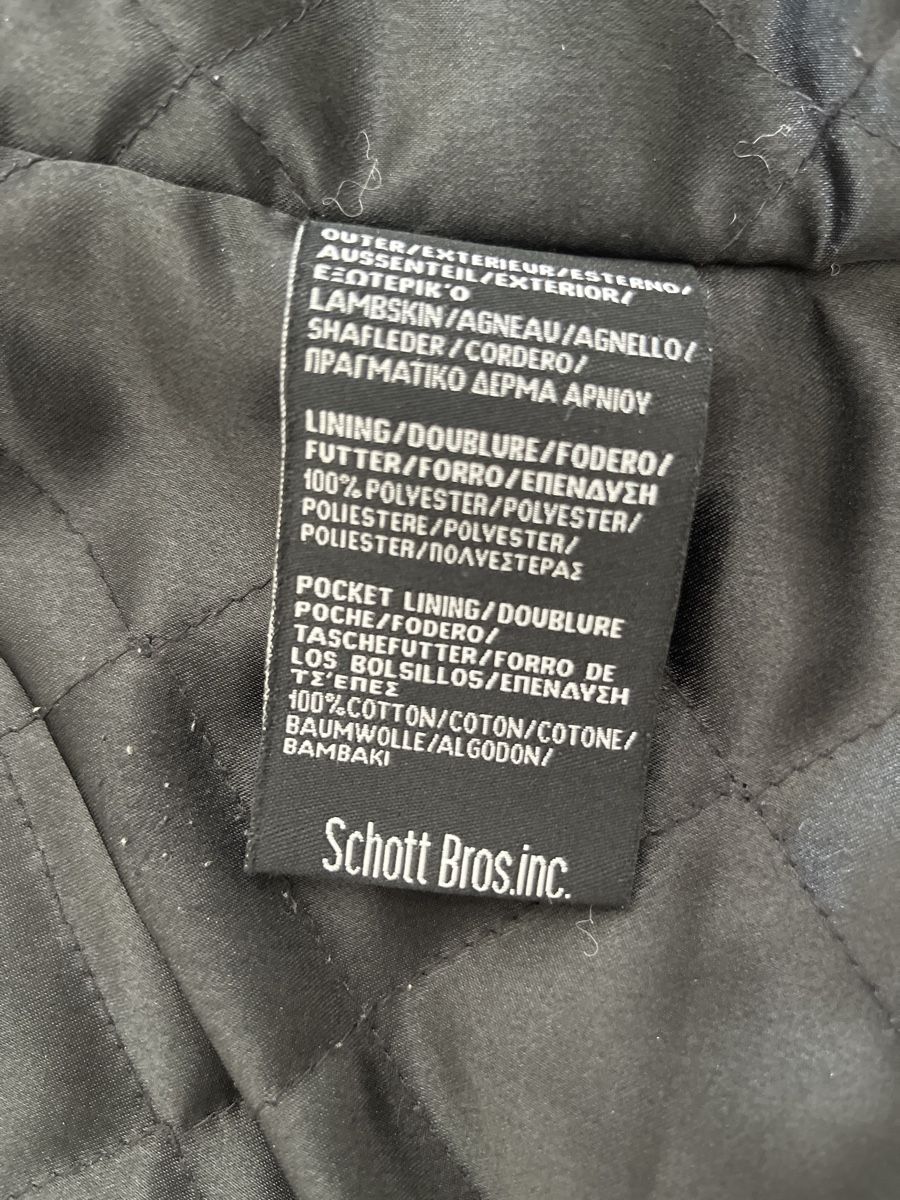 OUTER/EXTERIEUR/ESTERNO/
AUSSENTEIL/EXTERIOR/
ΕΞΩΤΕΡΙΚ'Ο
LAMBSKIN/AGNEAU/AGNELLO/
SHAFLEDER/CORDERO/
ΠΡΑΓΜΑΤΙΚΟ ΔΕΡΜΑ ΑΡΝΙΟΥ
LINING/DOUBLURE/FODERO/
FUTTER/FORRO/ΕΠΕΝΔΥΣΗ
100% POLYESTER/POLYESTER/
POLIESTERE/POLYESTER/
POLIESTER/ΠΟΛΥΕΣΤΕΡΑΣ
POCKET LINING/DOUBLURE
POCHE/FODERO/
TASCHEFUTTER/FORRO DE
LOS BOLSILLOS/ΕΠΕΝΔΥΣΗ
ΤΣ'ΕΠΕΣ
100%COTTON/COTON/COTONE/
BAUMWOLLE/ALGODON/
ΒΑΜΒΑΚΙ
Schott Bros.inc.